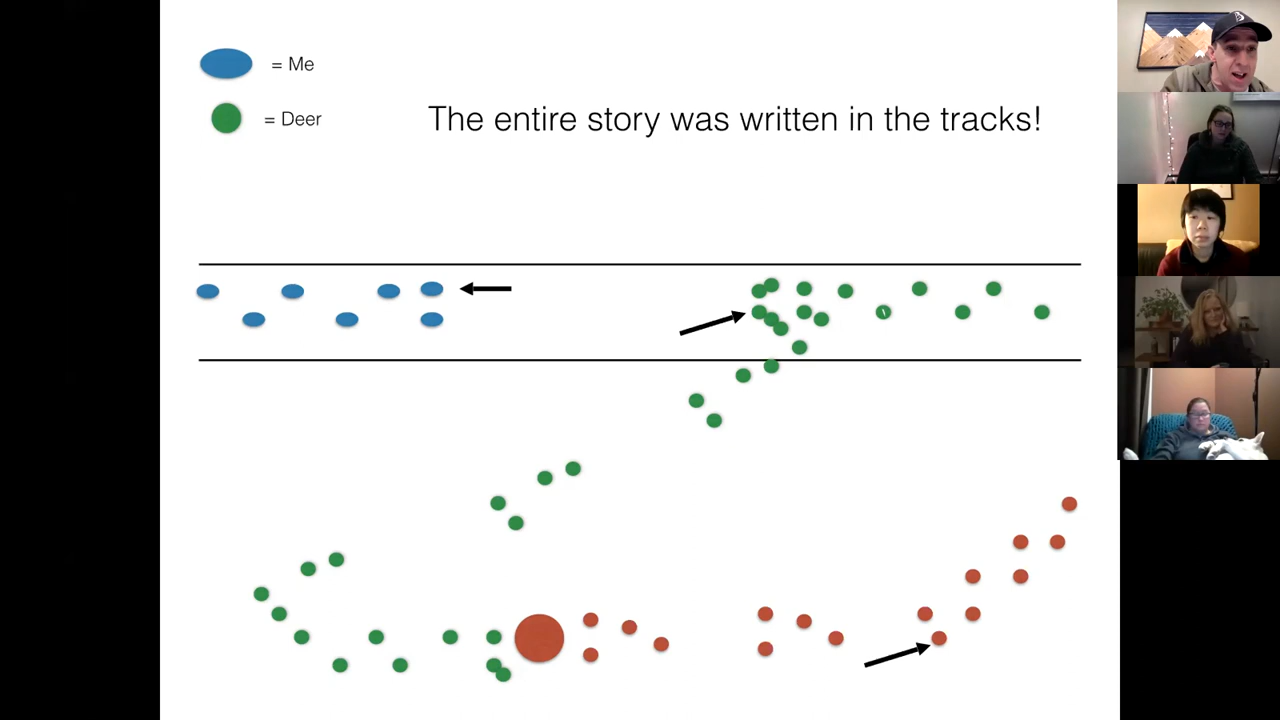 = Me
= Deer
The entire story was written in the tracks!